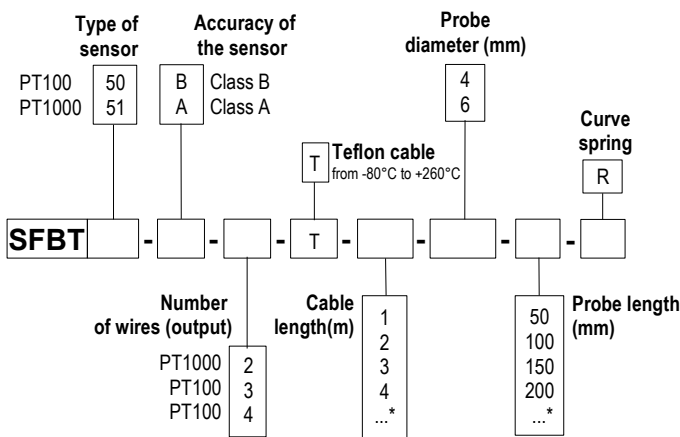 Type of
sensor
Accuracy of
the sensor
Probe
diameter (mm)
PT100 50
PT1000 51
B Class B
A Class A
4
6
Curve
spring
R
T
Teflon cable
from -80°C to +260°C
SFBT - - - T - - - -
Number
of wires (output)
PT1000 2
PT100 3
PT100 4
Cable
length(m)
1
2
3
4
...*
50
100
150
200
...*
Probe length
(mm)